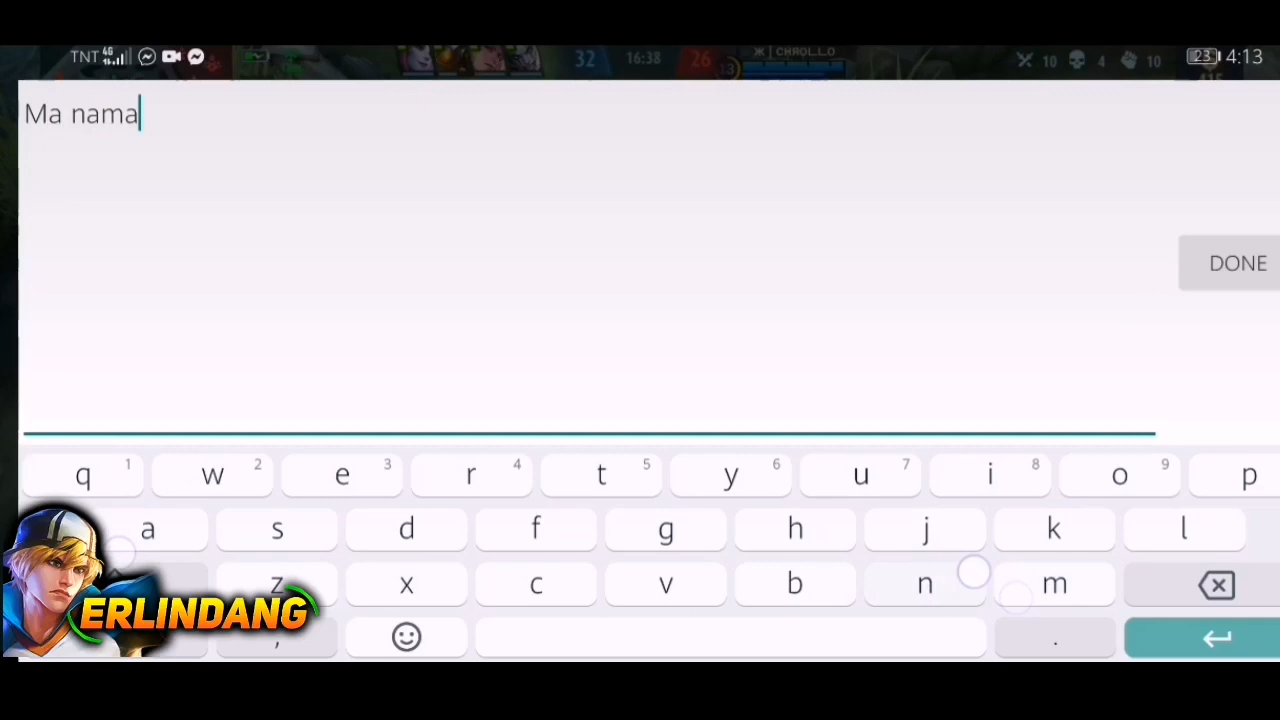 TNT 4G 32 16:38 26 Ж | CHROLLO 10 4 10 23 4:13
Ma nama
DONE
q 1 w 2 e 3 r 4 t 5 y 6 u 7 i 8 o 9 p
a s d f g h j k l
z x c v b n m
, .
ERLINDANG